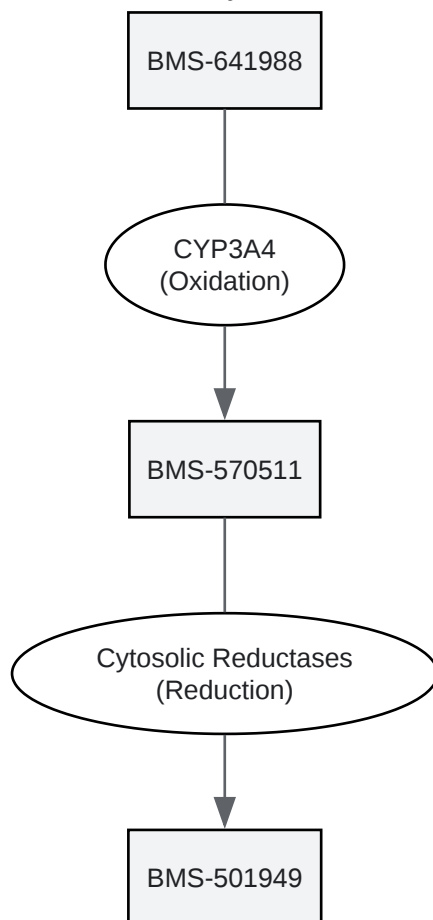 BMS-641988
CYP3A4
(Oxidation)
BMS-570511
Cytosolic Reductases
(Reduction)
BMS-501949